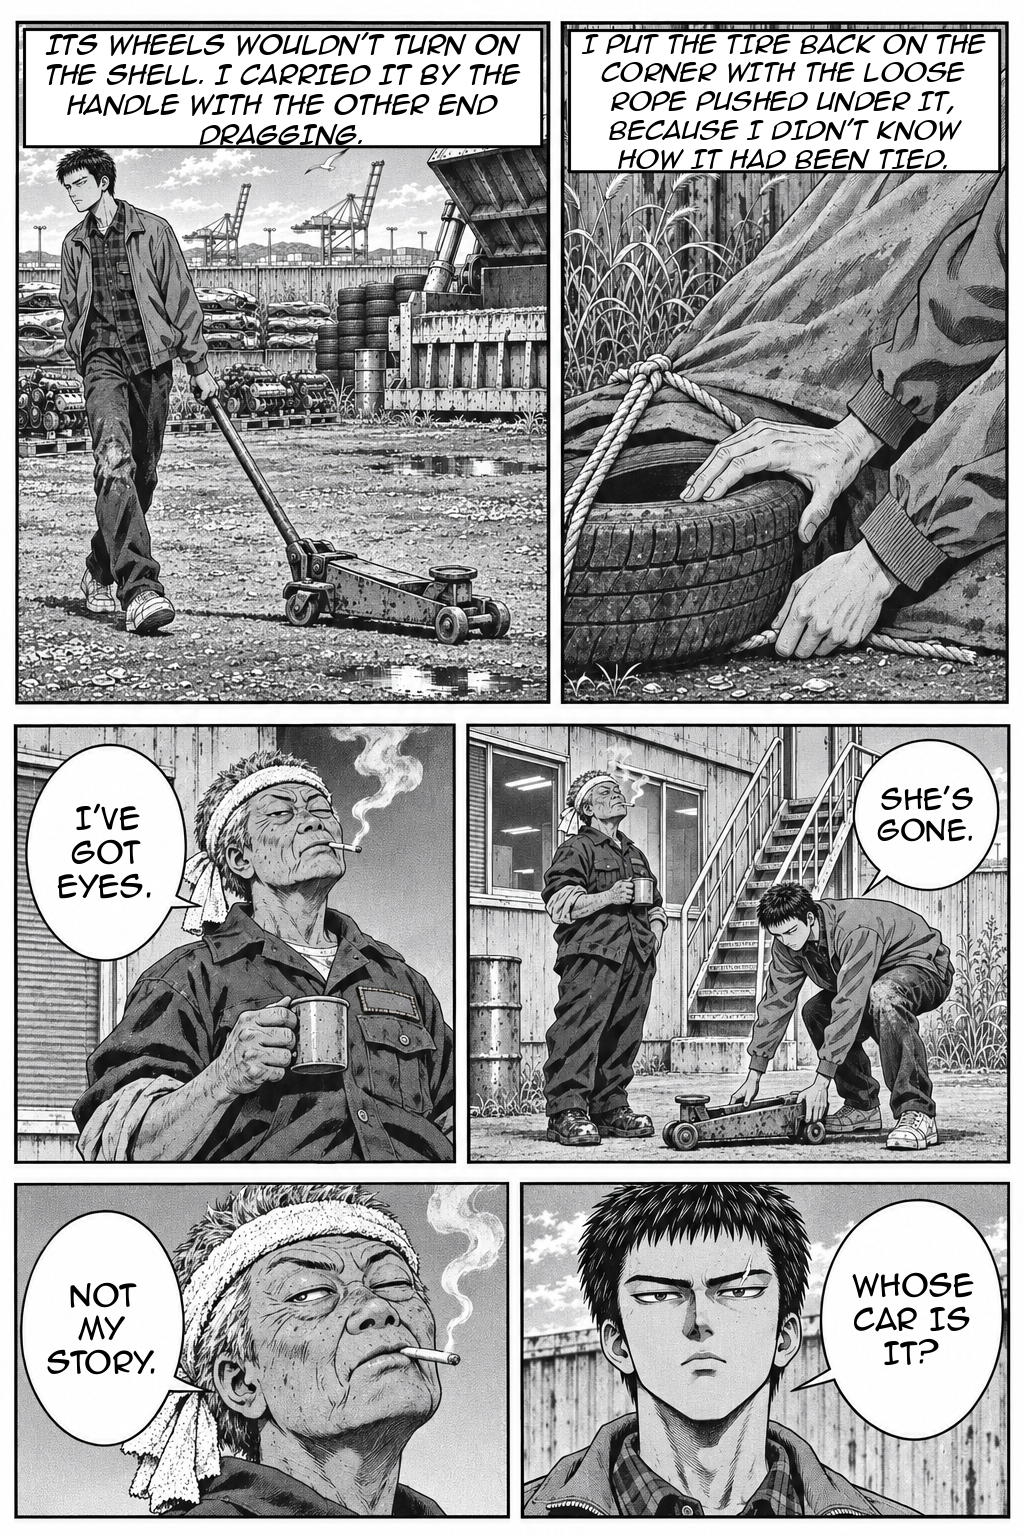 ITS WHEELS WOULDN'T TURN ON
THE SHELL. I CARRIED IT BY THE
HANDLE WITH THE OTHER END
DRAGGING.
I PUT THE TIRE BACK ON THE
CORNER WITH THE LOOSE
ROPE PUSHED UNDER IT,
BECAUSE I DIDN'T KNOW
HOW IT HAD BEEN TIED.
I'VE
GOT
EYES.
SHE'S
GONE.
NOT
MY
STORY.
WHOSE
CAR IS
IT?